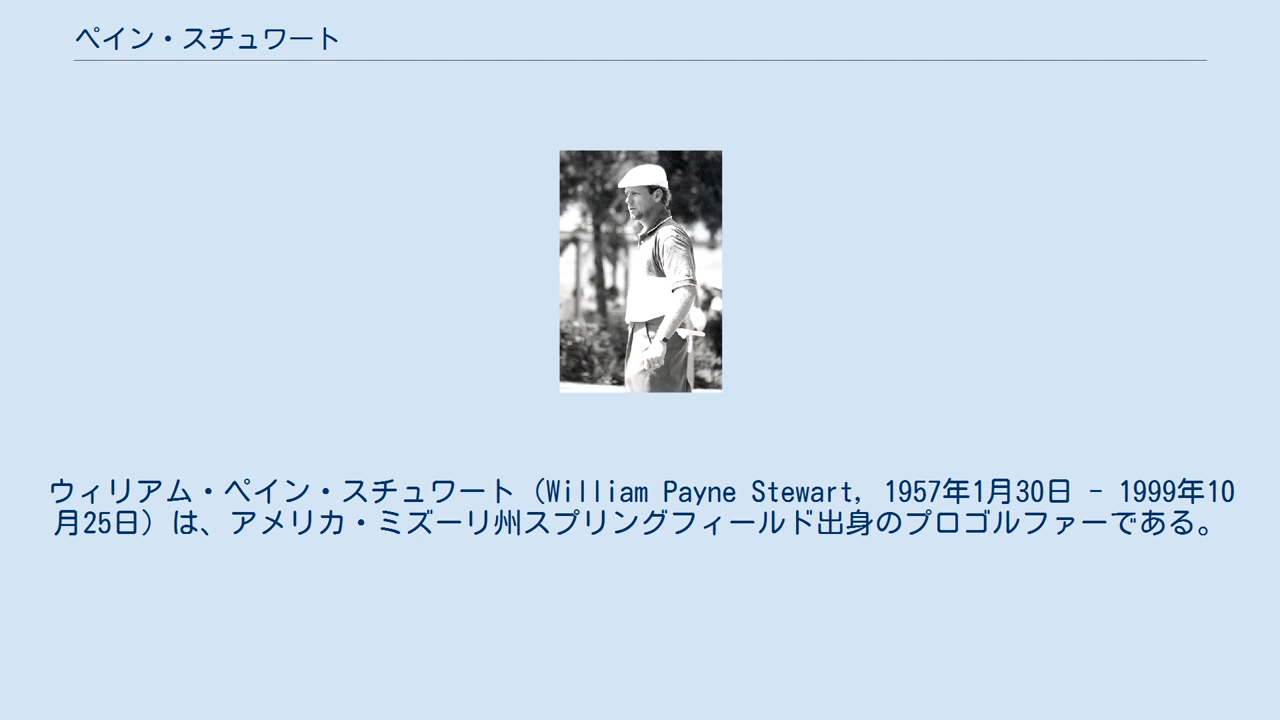 ペイン・スチュワート
ウィリアム・ペイン・スチュワート（William Payne Stewart, 1957年1月30日 - 1999年10
月25日）は、アメリカ・ミズーリ州スプリングフィールド出身のプロゴルファーである。